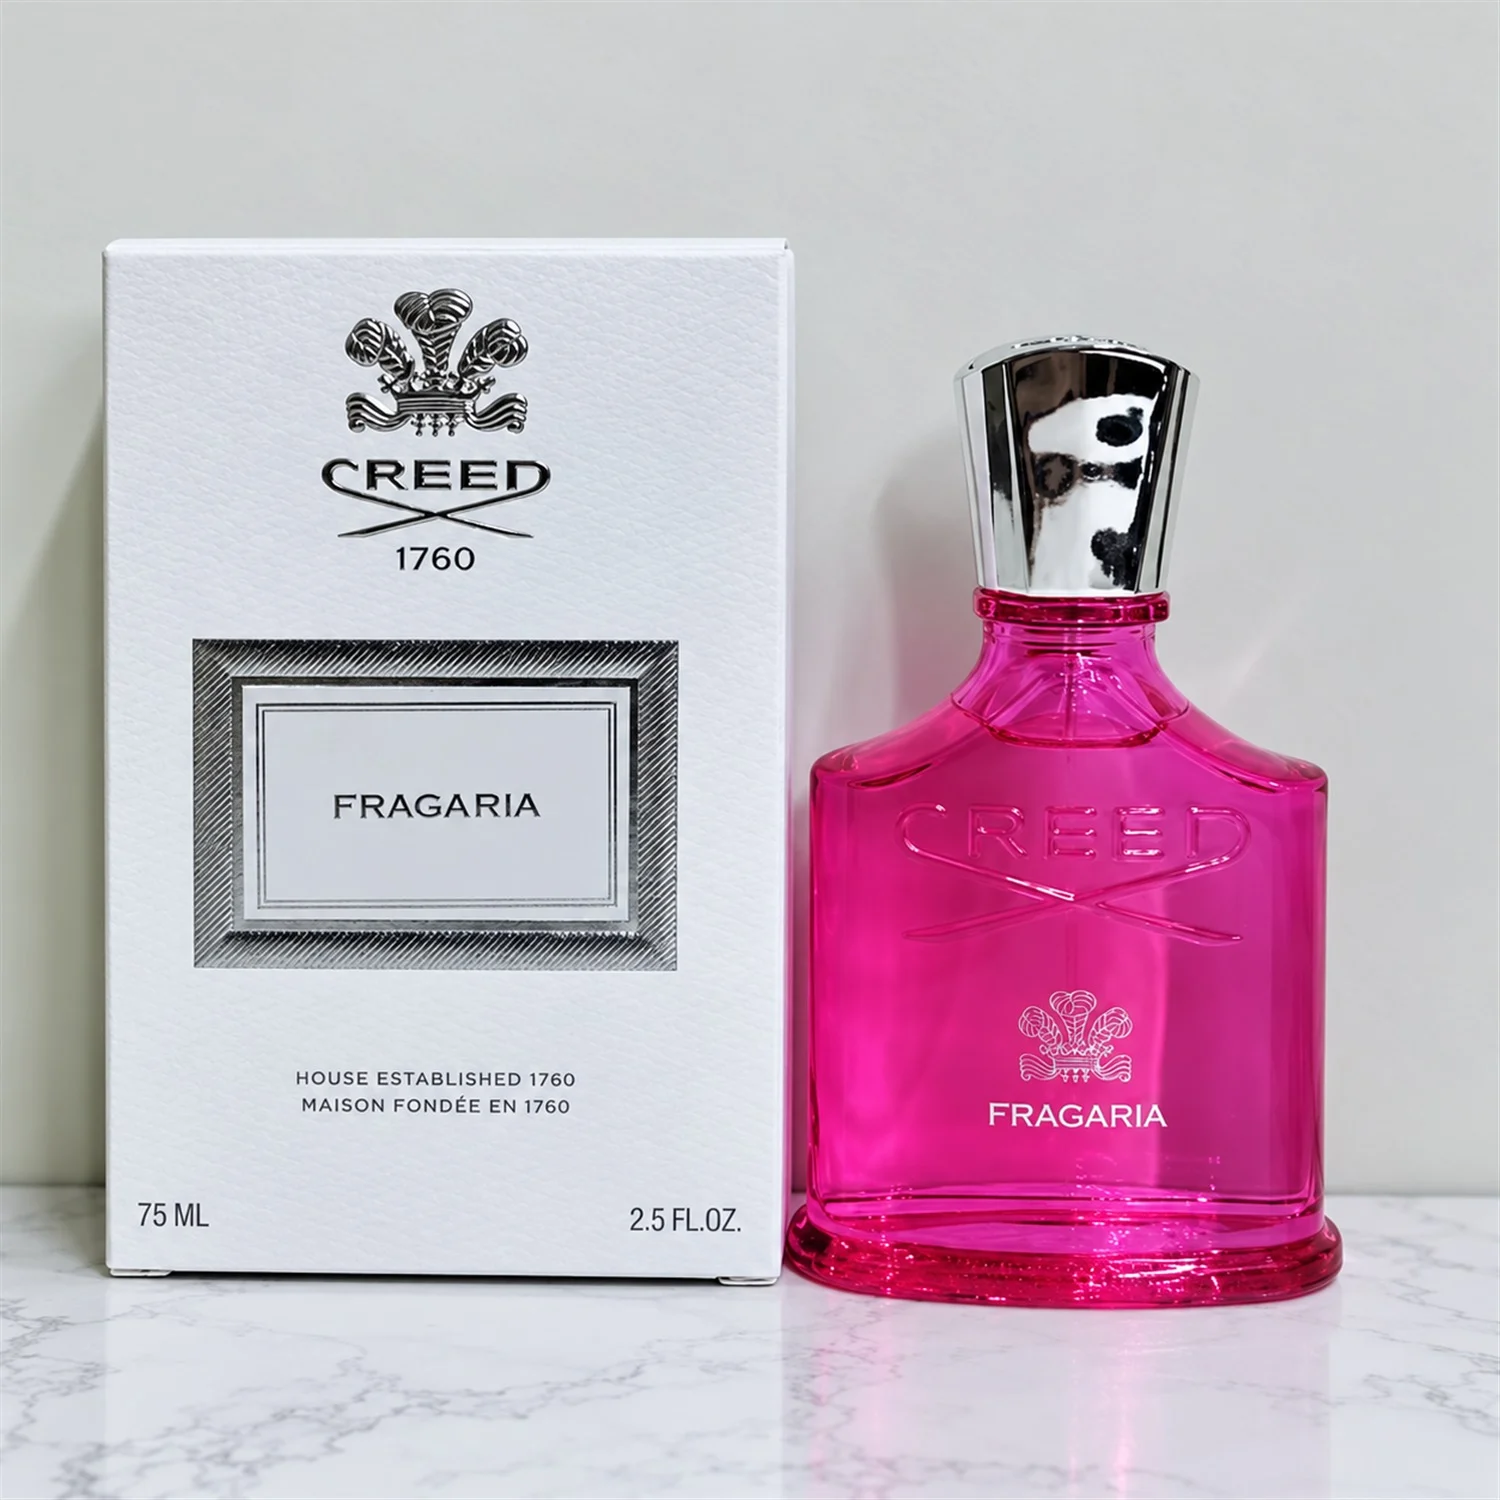 CREED
1760
FRAGARIA
HOUSE ESTABLISHED 1760
MAISON FONDÉE EN 1760
75 ML
2.5 FL.OZ.
CREED
FRAGARIA